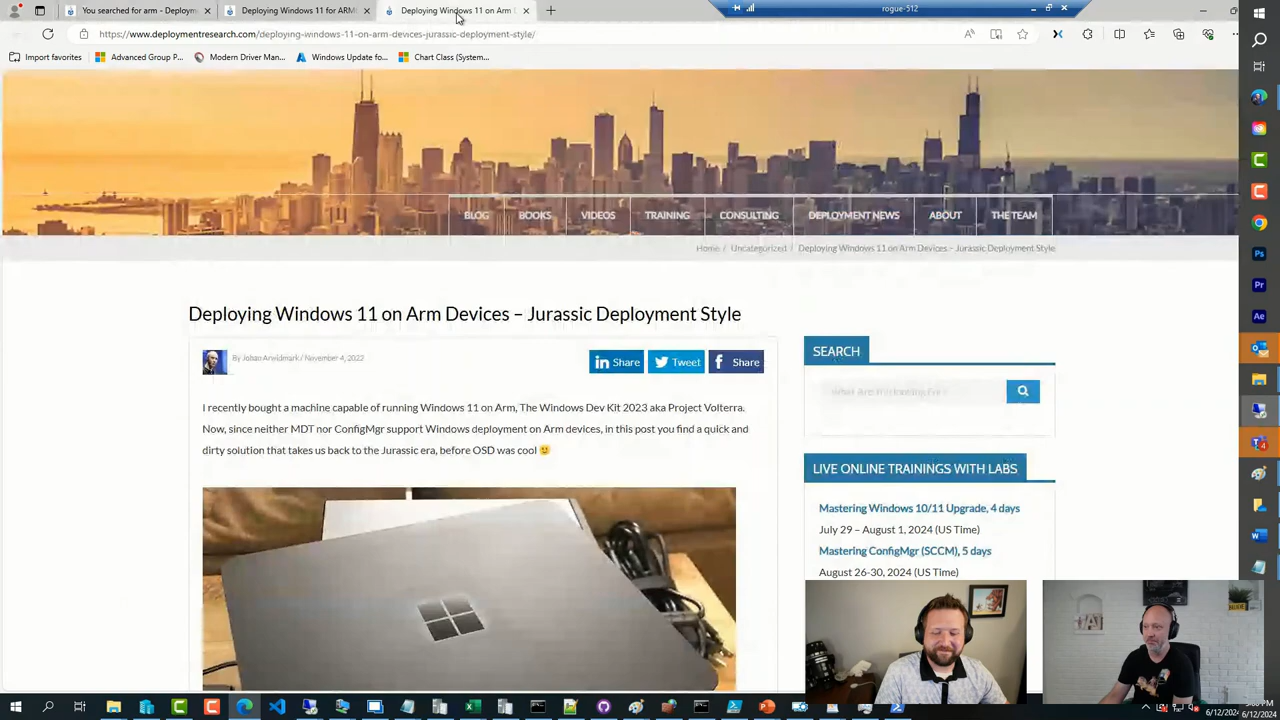 You searched for arm - Deploym
Deploying Windows 11 for ARM
Deploying Windows 11 on Arm
rogue-512
https://www.deploymentresearch.com/deploying-windows-11-on-arm-devices-jurassic-deployment-style/
Import favorites
Advanced Group P...
Modern Driver Man...
Windows Update fo...
Chart Class (System...
BLOG
BOOKS
VIDEOS
TRAINING
CONSULTING
DEPLOYMENT NEWS
ABOUT
THE TEAM
Home / Uncategorized / Deploying Windows 11 on Arm Devices – Jurassic Deployment Style
Deploying Windows 11 on Arm Devices – Jurassic Deployment Style
By Johan Arwidmark / November 4, 2022
Share
Tweet
Share
SEARCH
I recently bought a machine capable of running Windows 11 on Arm, The Windows Dev Kit 2023 aka Project Volterra.
Now, since neither MDT nor ConfigMgr support Windows deployment on Arm devices, in this post you find a quick and
dirty solution that takes us back to the Jurassic era, before OSD was cool 🙂
LIVE ONLINE TRAININGS WITH LABS
Mastering Windows 10/11 Upgrade, 4 days
July 29 – August 1, 2024 (US Time)
Mastering ConfigMgr (SCCM), 5 days
August 26-30, 2024 (US Time)
6/12/2024
6/12/2024